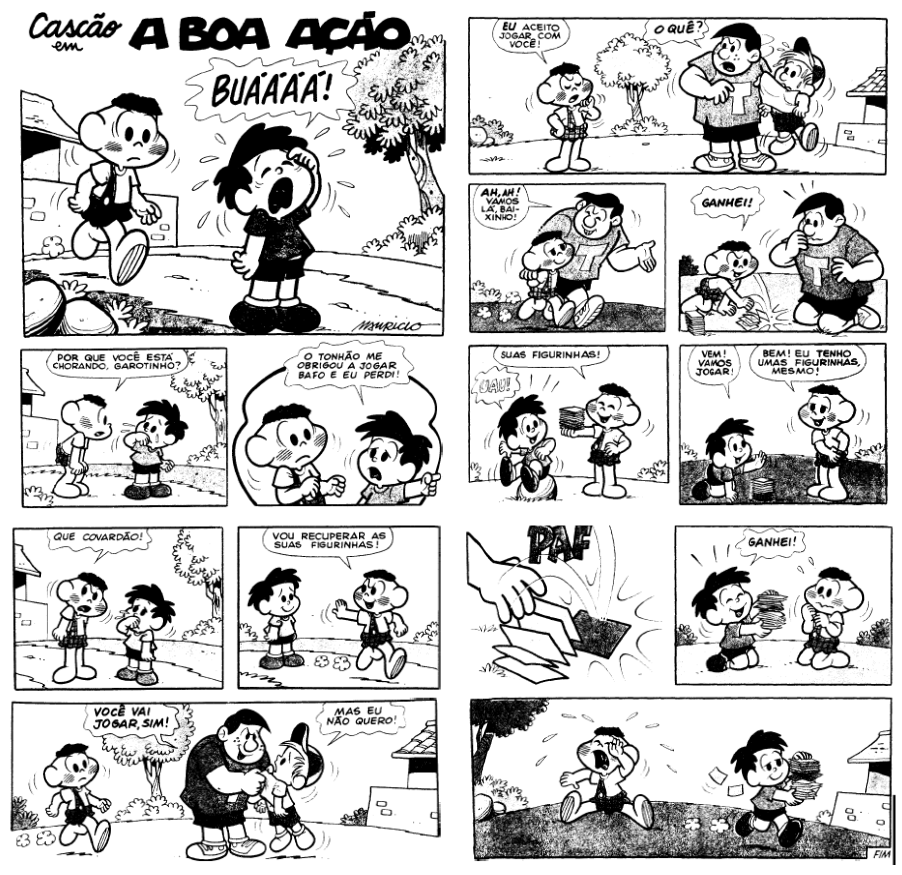 Cascão
em
A BOA AÇÃO
BUÁÁÁÁ!
MAURICIO
POR QUE VOCÊ ESTÁ
CHORANDO, GAROTINHO?
O TONHÃO ME
OBRIGOU A JOGAR
BAFO E EU PERDI!
QUE COVARDÃO!
VOU RECUPERAR AS
SUAS FIGURINHAS!
VOCÊ VAI
JOGAR, SIM!
MAS EU
NÃO QUERO!
EU ACEITO
JOGAR COM
VOCÊ!
O QUÊ?
T
AH, AH!
VAMOS
LÁ, BAI-
XINHO!
T
GANHEI!
T
SUAS FIGURINHAS!
UAU!
VEM!
VAMOS
JOGAR!
BEM! EU TENHO
UMAS FIGURINHAS,
MESMO!
PAF
GANHEI!
FIM